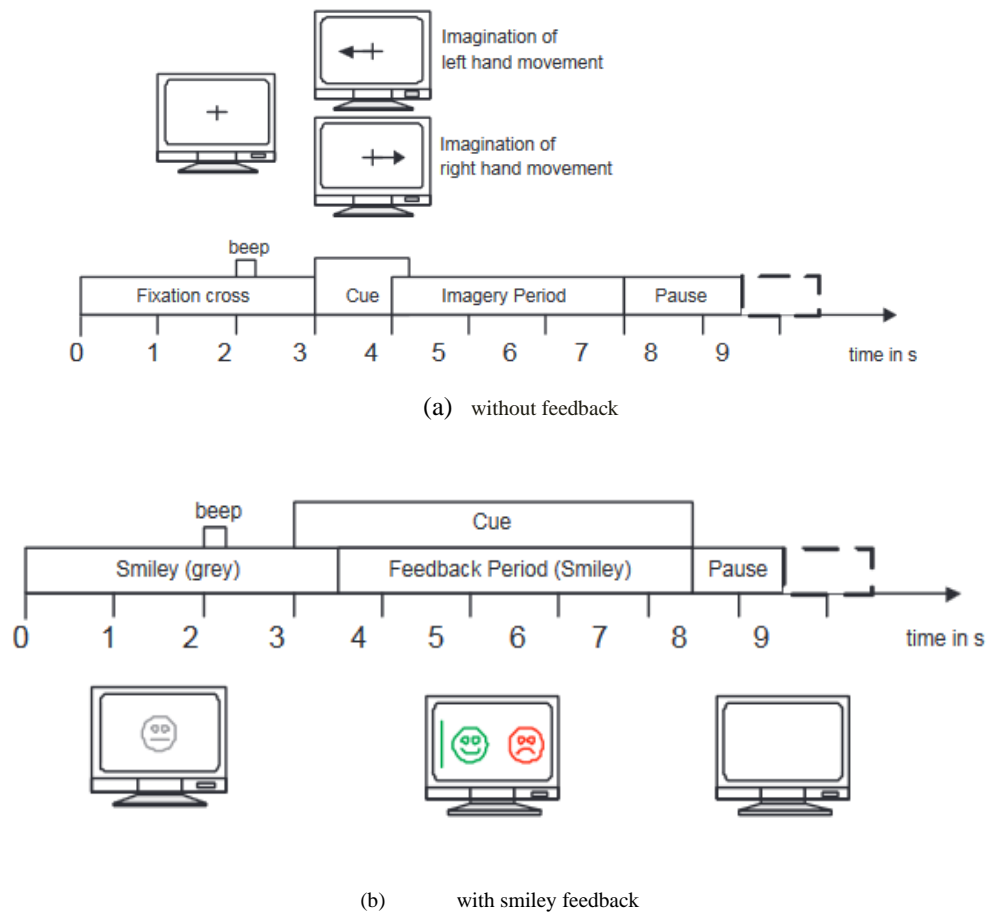 Imagination of
left hand movement
Imagination of
right hand movement
beep
Fixation cross Cue Imagery Period Pause
0 1 2 3 4 5 6 7 8 9 time in s
(a) without feedback
beep
Cue
Smiley (grey) Feedback Period (Smiley) Pause
0 1 2 3 4 5 6 7 8 9 time in s
(b) with smiley feedback